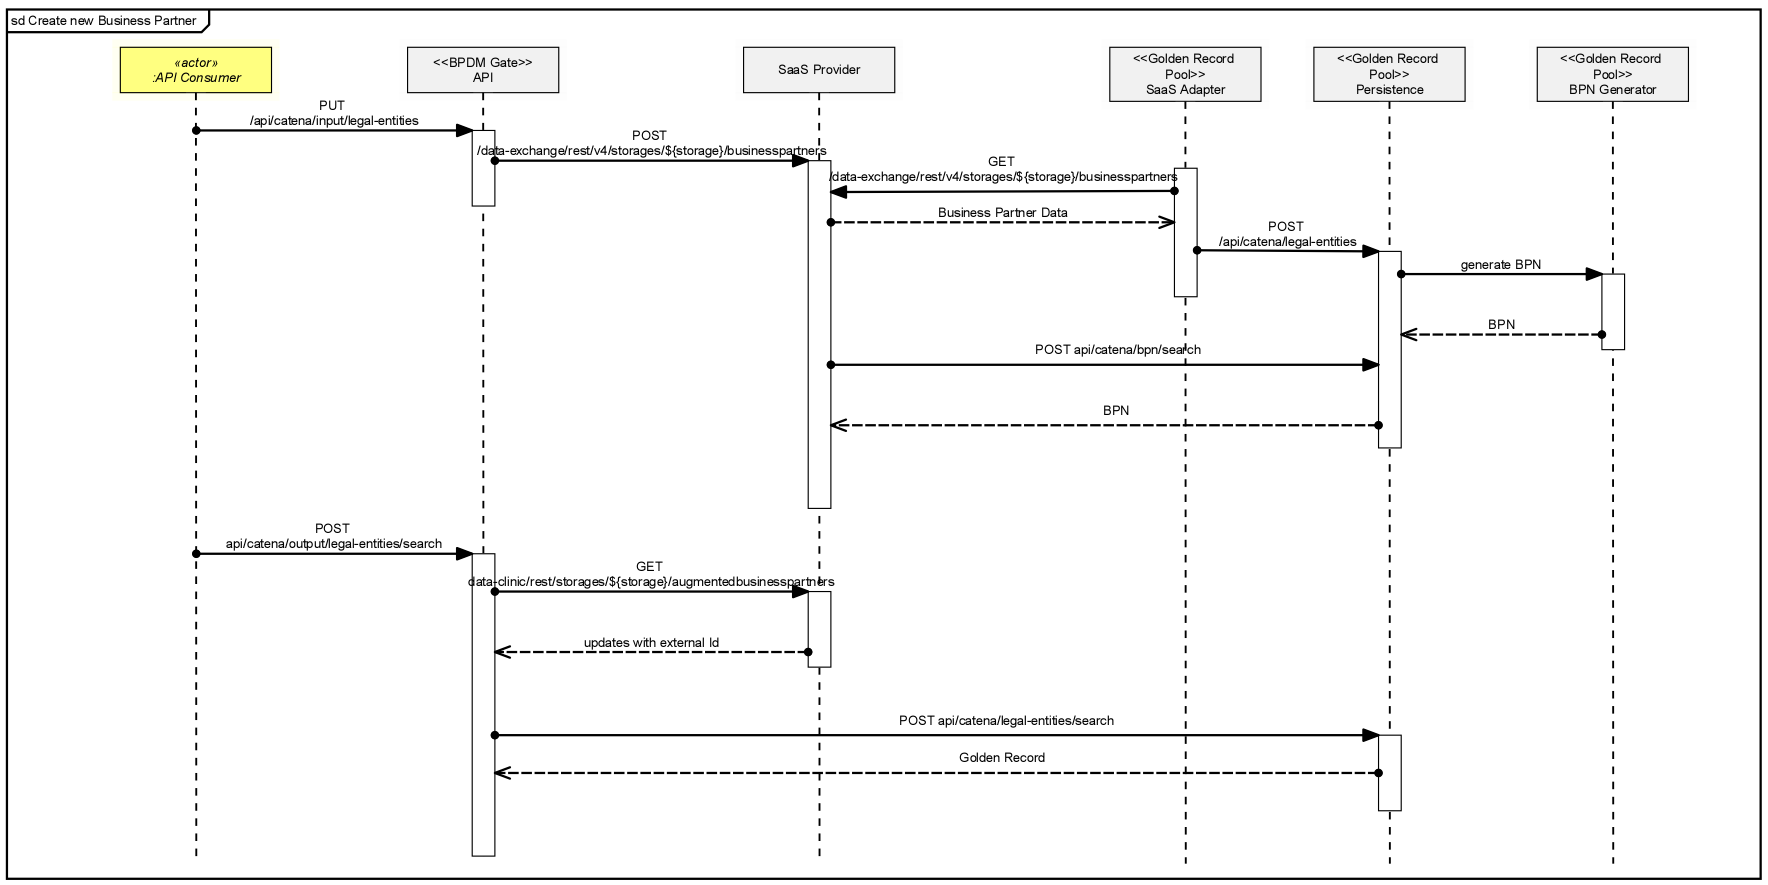 sd Create new Business Partner
«actor»
:API Consumer
<<BPDM Gate>>
API
SaaS Provider
<<Golden Record
Pool>>
SaaS Adapter
<<Golden Record
Pool>>
Persistence
<<Golden Record
Pool>>
BPN Generator
PUT
/api/catena/input/legal-entities
POST
/data-exchange/rest/v4/storages/${storage}/businesspartners
GET
/data-exchange/rest/v4/storages/${storage}/businesspartners
Business Partner Data
POST
/api/catena/legal-entities
generate BPN
BPN
POST api/catena/bpn/search
BPN
POST
api/catena/output/legal-entities/search
GET
data-clinic/rest/storages/${storage}/augmentedbusinesspartners
updates with external Id
POST api/catena/legal-entities/search
Golden Record